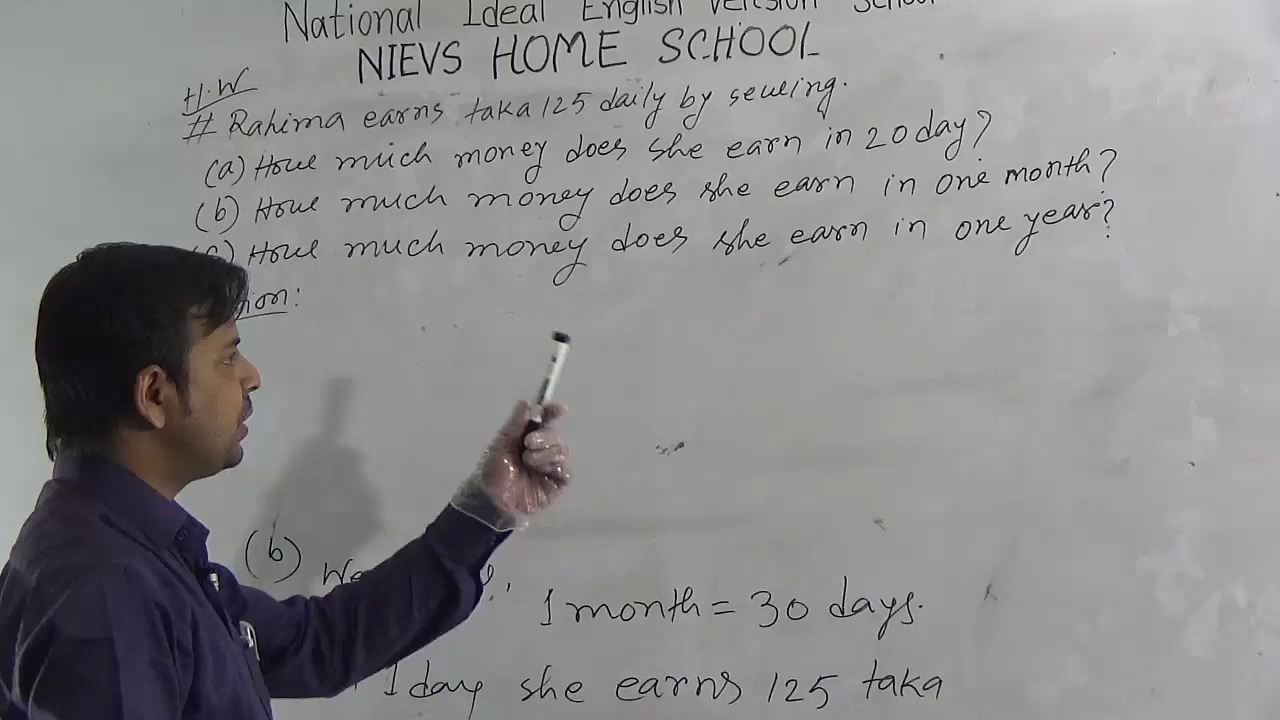 National Ideal English Version School
NIEVS HOME SCHOOL
H.W
# Rahima earns taka 125 daily by sewing.
(a) How much money does she earn in 20 day?
(b) How much money does she earn in one month?
How much money does she earn in one year?
(b)
1 month = 30 days.
1 day she earns 125 taka